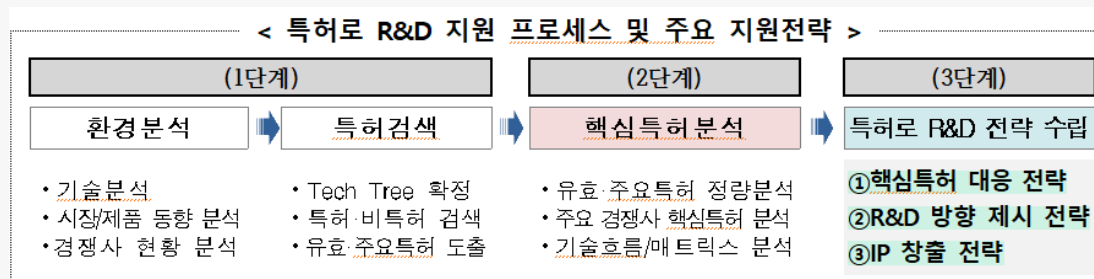 < 특허로 R&D 지원 프로세스 및 주요 지원전략 >
(1단계)
(2단계)
(3단계)
환경분석
특허검색
핵심특허분석
특허로 R&D 전략 수립
• 기술분석
• 시장/제품 동향 분석
• 경쟁사 현황 분석
• Tech Tree 확정
• 특허·비특허 검색
• 유효·주요특허 도출
• 유효·주요특허 정량분석
• 주요 경쟁사 핵심특허 분석
• 기술흐름/매트릭스 분석
①핵심특허 대응 전략
②R&D 방향 제시 전략
③IP 창출 전략